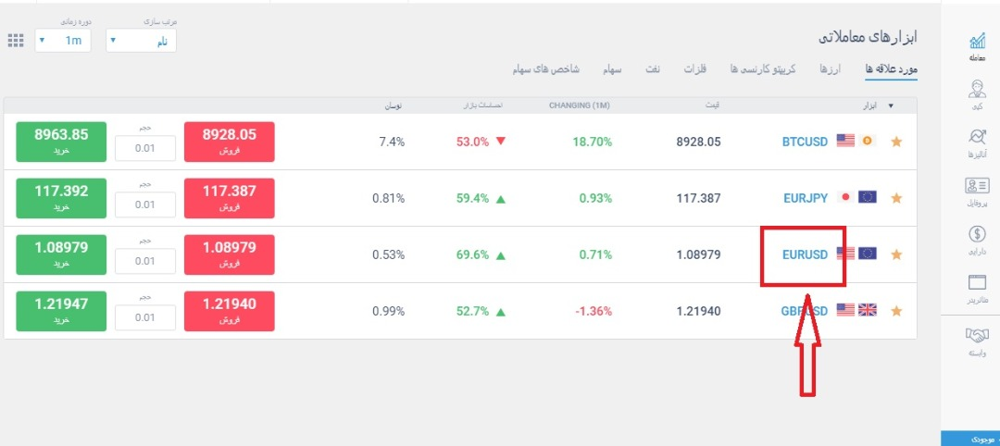 معامله
کپی
آنالیزها
پروفایل
دارایی
متاتریدر
وابسته
موجودی
ابزارهای معاملاتی
مرتب سازی
نام
دوره زمانی
1m
مورد علاقه ها
ارزها
کریپتو کارنسی ها
فلزات
نفت
سهام
شاخص های سهام
ابزار قیمت CHANGING (1M) احساسات بازار نوسان
BTCUSD 8928.05 18.70% 53.0% 7.4% 8928.05 فروش حجم 0.01 8963.85 خرید
EURJPY 117.387 0.93% 59.4% 0.81% 117.387 فروش حجم 0.01 117.392 خرید
EURUSD 1.08979 0.71% 69.6% 0.53% 1.08979 فروش حجم 0.01 1.08979 خرید
GBPUSD 1.21940 -1.36% 52.7% 0.99% 1.21940 فروش حجم 0.01 1.21947 خرید